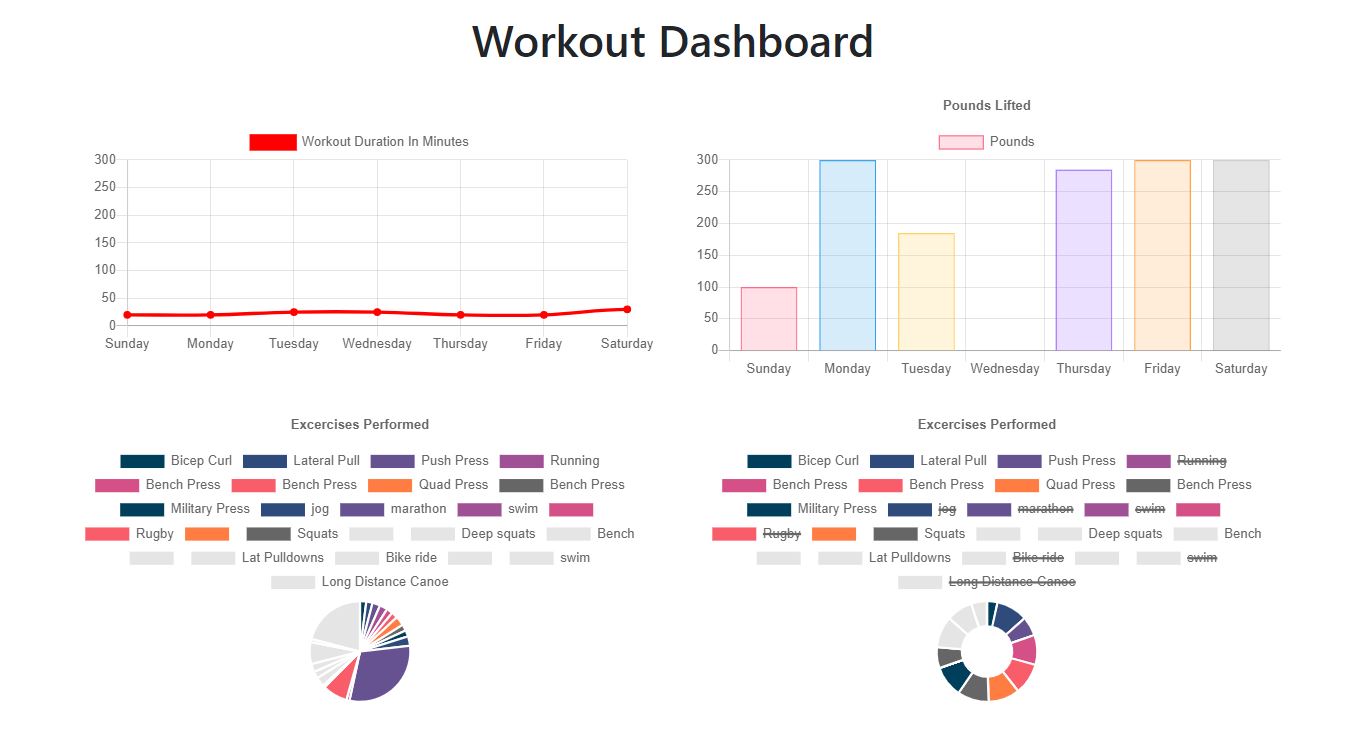 Workout Dashboard
Workout Duration In Minutes
300
250
200
150
100
50
0
Sunday Monday Tuesday Wednesday Thursday Friday Saturday
Pounds Lifted
Pounds
300
250
200
150
100
50
0
Sunday Monday Tuesday Wednesday Thursday Friday Saturday
Excercises Performed
Bicep Curl Lateral Pull Push Press Running
Bench Press Bench Press Quad Press Bench Press
Military Press jog marathon swim
Rugby Squats Deep squats Bench
Lat Pulldowns Bike ride swim
Long Distance Canoe
Excercises Performed
Bicep Curl Lateral Pull Push Press Running
Bench Press Bench Press Quad Press Bench Press
Military Press jog marathon swim
Rugby Squats Deep squats Bench
Lat Pulldowns Bike ride swim
Long Distance Canoe